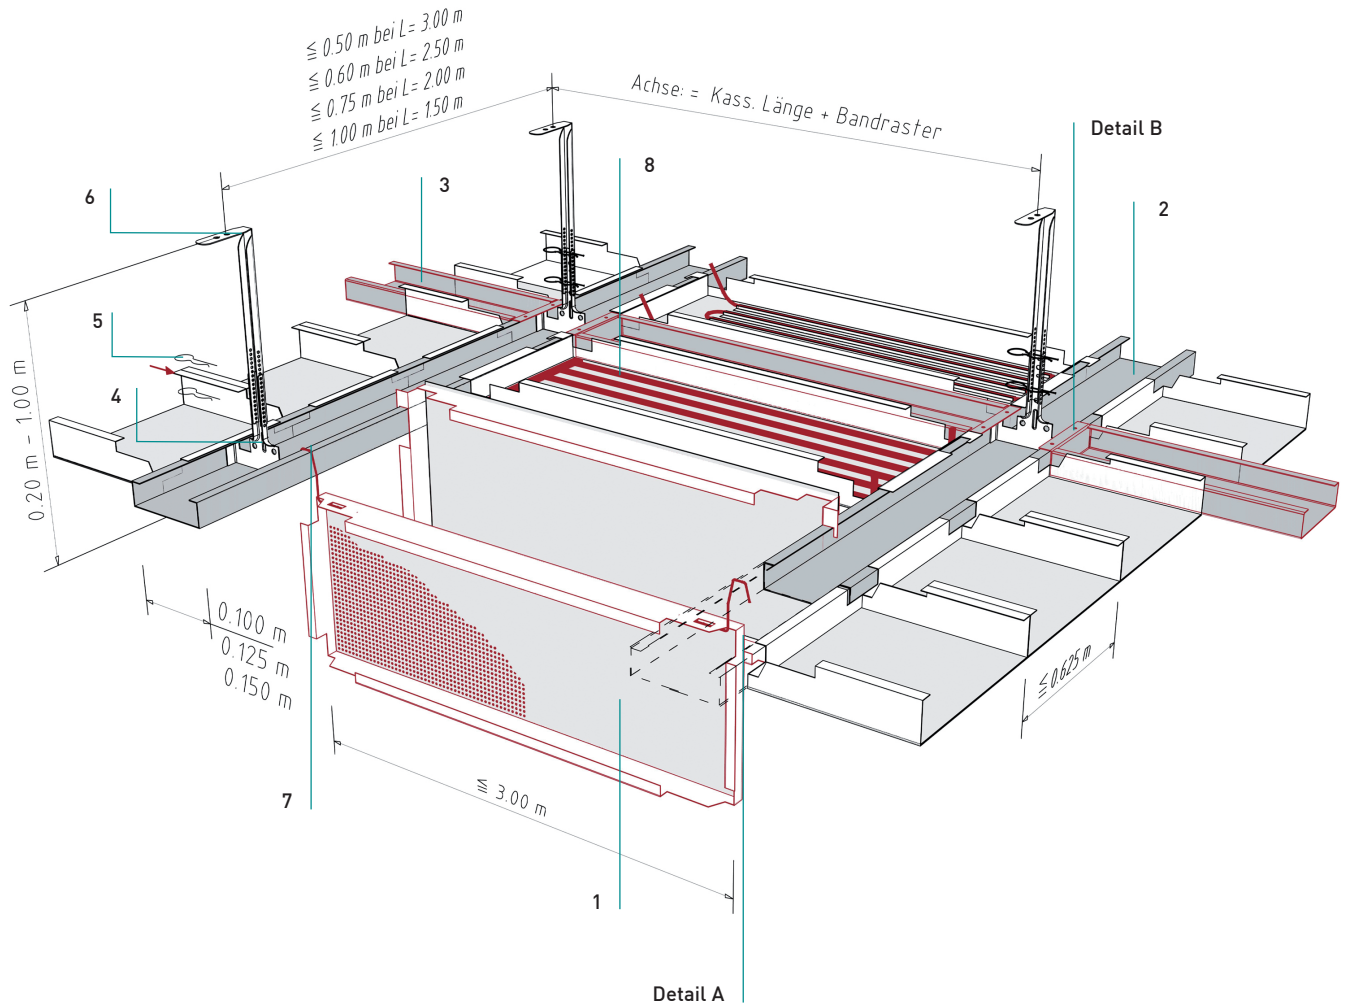 ≦ 0.50 m bei L= 3.00 m
≦ 0.60 m bei L= 2.50 m
≦ 0.75 m bei L= 2.00 m
≦ 1.00 m bei L= 1.50 m
Achse: = Kass. Länge + Bandraster
Detail B
8
3
6
2
5
4
0.20 m – 1.00 m
0.100 m
0.125 m
0.150 m
≦ 0.625 m
7
≦ 3.00 m
1
Detail A